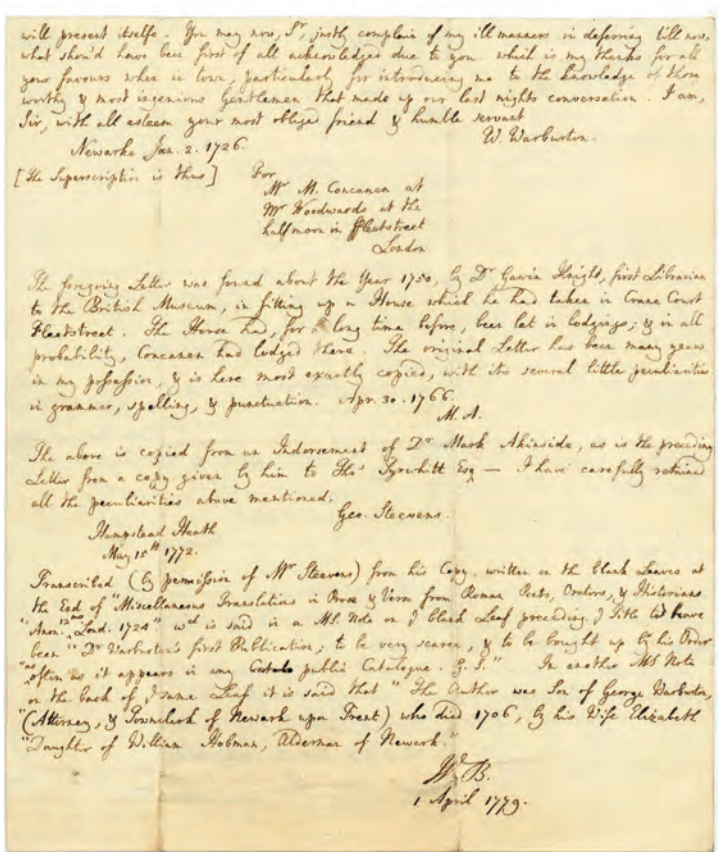 will present itselfe. You may now, Sr, justly complain of my ill manners in deferring till now,
what shou'd have been first of all acknowledged due to you. which is my thanks for all
your favours when in town, particularly for introducing me to the knowledge of those
worthy & most ingenious Gentlemen that made up our last nights conversation. I am,
Sir, with all esteem your most obliged friend & humble servant
W. Warburton.
Newarke Jan. 2. 1726.
[The Superscription is thus]
For
Mr M. Concanen at
Mr Woodwards at the
halfmoon in ffleetstreet
London
The foregoing Letter was found about the Year 1750, by Dr Gawin Knight, first Librarian
to the British Museum, in fitting up a House which he had taken in Crane Court
Fleetstreet. The House had, for a long time before, been let in lodgings; & in all
probability, Concanen had lodged there. The original Letter has been many years
in my possession, & is here most exactly copied, with its several little peculiarities
in grammar, spelling, & punctuation. Apr. 30. 1766.
M. A.
The above is copied from an Indorsement of Dr Mark Akinside, as is the preceding
Letter from a copy given by him to Thos Tyrwhitt Esq — I have carefully retained
all the peculiarities above mentioned.
Geo. Steevens.
Hampstead Heath
May 15th 1772.
Transcribed (by permission of Mr Steevens) from his Copy written on the blank Leaves at
the End of "Miscellaneous Translations in Prose & Verse from Roman Poets, Orators, & Historians
"Anon. 12mo Lond. 1724" wch is said in a MS. Note on ye blank Leaf preceding ye Title to have
been "Dr Warburton's first Publication; to be very scarce, & to be bought up by his Order
"as often as it appears in any public Catalogue. G. S." In another MS Note
on the back of ye same Leaf it is said that "The Author was Son of George Warburton,
"(Attorney, & Townclerk of Newark upon Trent) who died 1706, by his Wife Elizabeth
"Daughter of William Hobman, Alderman of Newark."
Wm B.
1 April 1779.